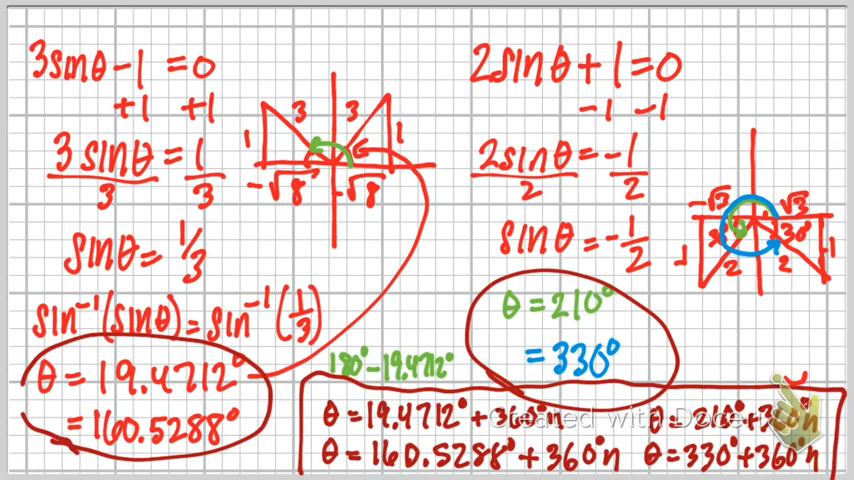 3sinθ-1=0
+1 +1
3sinθ/3=1/3
sinθ=1/3
sin⁻¹(sinθ)=sin⁻¹(1/3)
θ=19.4712°
=160.5288°
3 3
1 1
-√8 -√8
180°-19.4712°
2sinθ+1=0
-1 -1
2sinθ/2=-1/2
sinθ=-1/2
θ=210°
=330°
-√3 √3
30°
-1
2 2
θ=19.4712°+360°n
θ=160.5288°+360°n
θ=210°+360°n
θ=330°+360°n
Created with Doceri